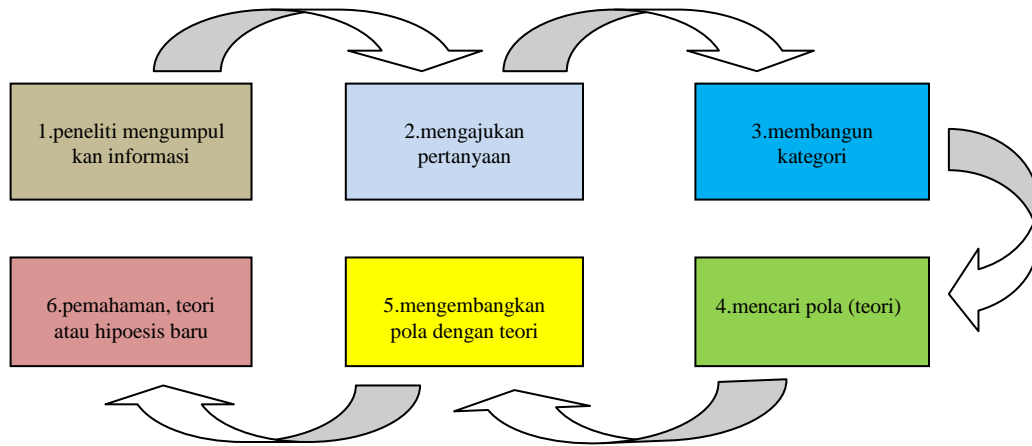 1.peneliti mengumpul
kan informasi
2.mengajukan
pertanyaan
3.membangun
kategori
4.mencari pola (teori)
5.mengembangkan
pola dengan teori
6.pemahaman, teori
atau hipoesis baru